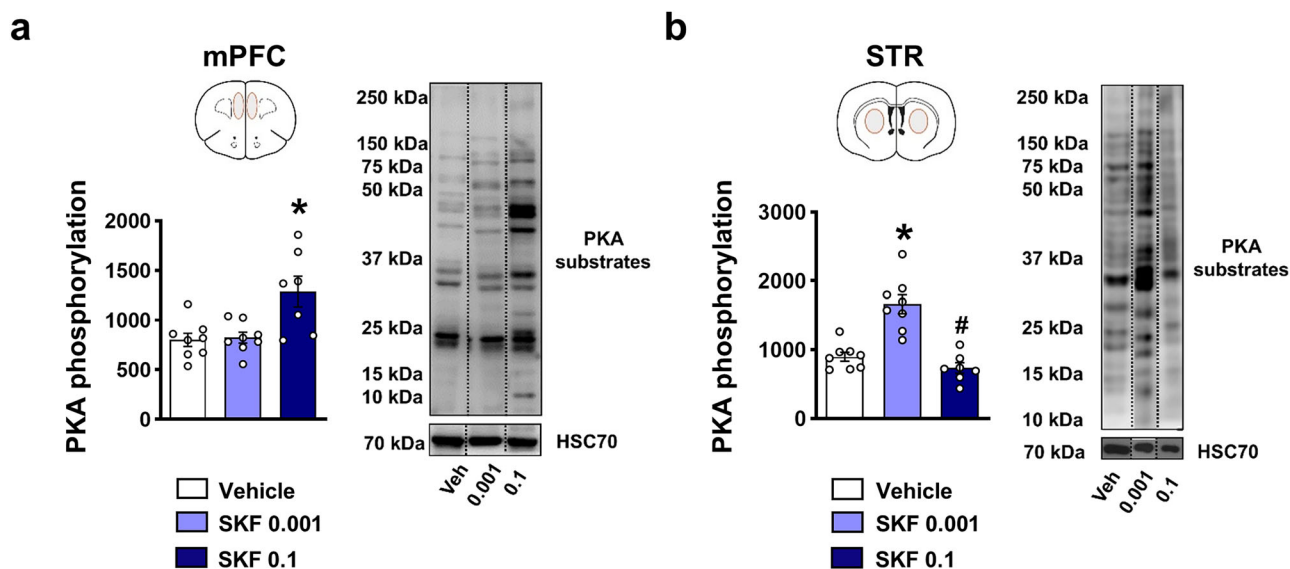 a
mPFC
PKA phosphorylation
2000
1500
1000
500
0
*
Vehicle
SKF 0.001
SKF 0.1
250 kDa
150 kDa
75 kDa
50 kDa
37 kDa
25 kDa
15 kDa
10 kDa
70 kDa
PKA
substrates
HSC70
Veh
0.001
0.1
b
STR
PKA phosphorylation
3000
2000
1000
0
*
#
Vehicle
SKF 0.001
SKF 0.1
250 kDa
150 kDa
75 kDa
50 kDa
37 kDa
25 kDa
15 kDa
10 kDa
70 kDa
PKA
substrates
HSC70
Veh
0.001
0.1